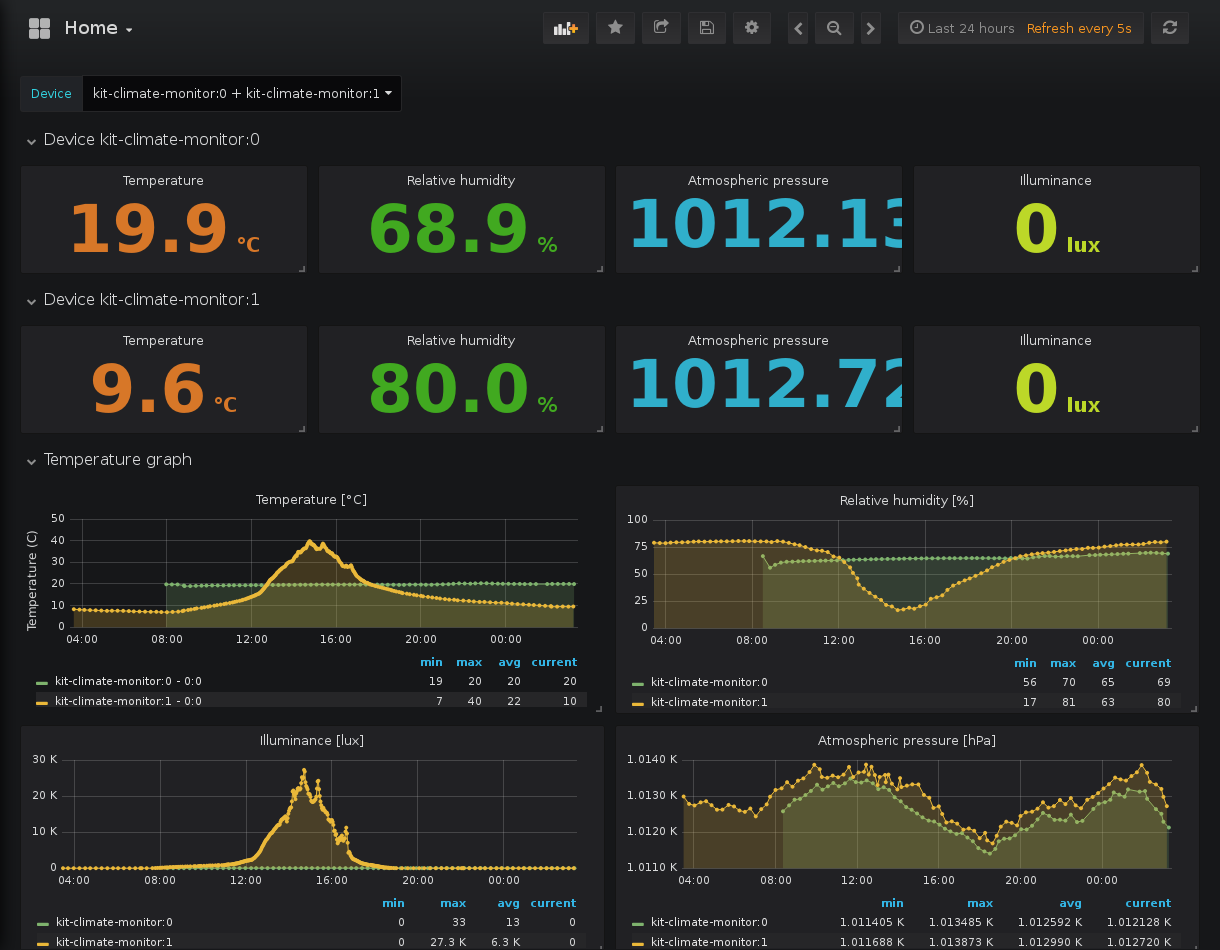 Home
Last 24 hours Refresh every 5s
Device kit-climate-monitor:0 + kit-climate-monitor:1
Device kit-climate-monitor:0
Temperature Relative humidity Atmospheric pressure Illuminance
19.9 °C 68.9 % 1012.13 0 lux
Device kit-climate-monitor:1
Temperature Relative humidity Atmospheric pressure Illuminance
9.6 °C 80.0 % 1012.72 0 lux
Temperature graph
Temperature [°C]
Temperature (C)
50
40
30
20
10
0
04:00 08:00 12:00 16:00 20:00 00:00
min max avg current
kit-climate-monitor:0 - 0:0 19 20 20 20
kit-climate-monitor:1 - 0:0 7 40 22 10
Relative humidity [%]
100
75
50
25
0
04:00 08:00 12:00 16:00 20:00 00:00
min max avg current
kit-climate-monitor:0 56 70 65 69
kit-climate-monitor:1 17 81 63 80
Illuminance [lux]
30 K
20 K
10 K
0
04:00 08:00 12:00 16:00 20:00 00:00
min max avg current
kit-climate-monitor:0 0 33 13 0
kit-climate-monitor:1 0 27.3 K 6.3 K 0
Atmospheric pressure [hPa]
1.0140 K
1.0130 K
1.0120 K
1.0110 K
04:00 08:00 12:00 16:00 20:00 00:00
min max avg current
kit-climate-monitor:0 1.011405 K 1.013485 K 1.012592 K 1.012128 K
kit-climate-monitor:1 1.011688 K 1.013873 K 1.012990 K 1.012720 K